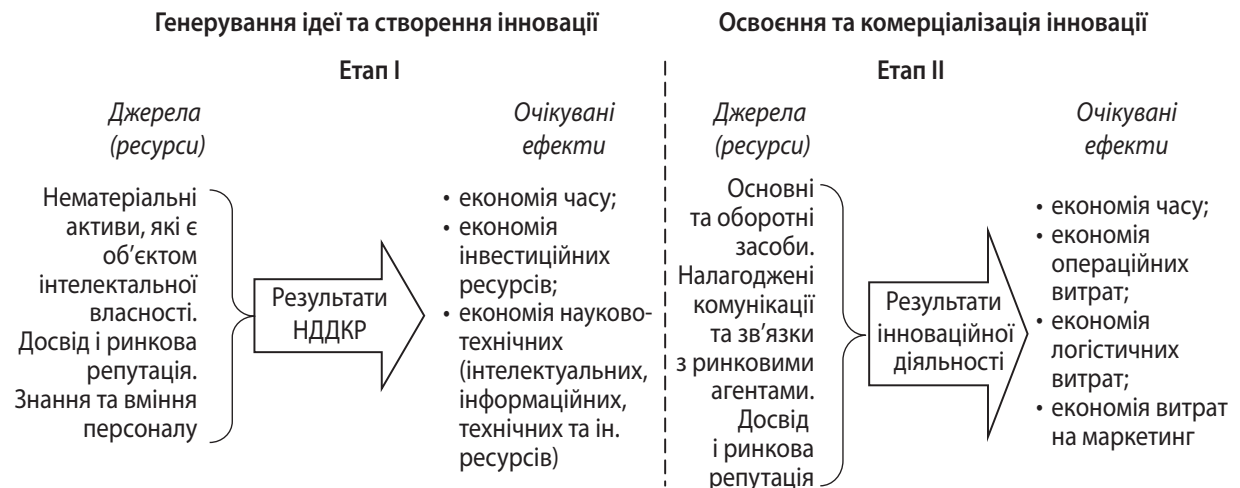 Генерування ідеї та створення інновації
Етап I
Джерела
(ресурси)
Нематеріальні
активи, які є
об'єктом
інтелектальної
власності.
Досвід і ринкова
репутація.
Знання та вміння
персоналу
Результати
НДДКР
Очікувані
ефекти
• економія часу;
• економія
інвестиційних
ресурсів;
• економія науково-
технічних
(інтелектуальних,
інформаційних,
технічних та ін.
ресурсів)
Освоєння та комерціалізація інновації
Етап II
Джерела
(ресурси)
Основні
та оборотні
засоби.
Налагоджені
комунікації
та зв'язки
з ринковими
агентами.
Досвід
і ринкова
репутація
Результати
інноваційної
діяльності
Очікувані
ефекти
• економія часу;
• економія
операційних
витрат;
• економія
логістичних
витрат;
• економія витрат
на маркетинг